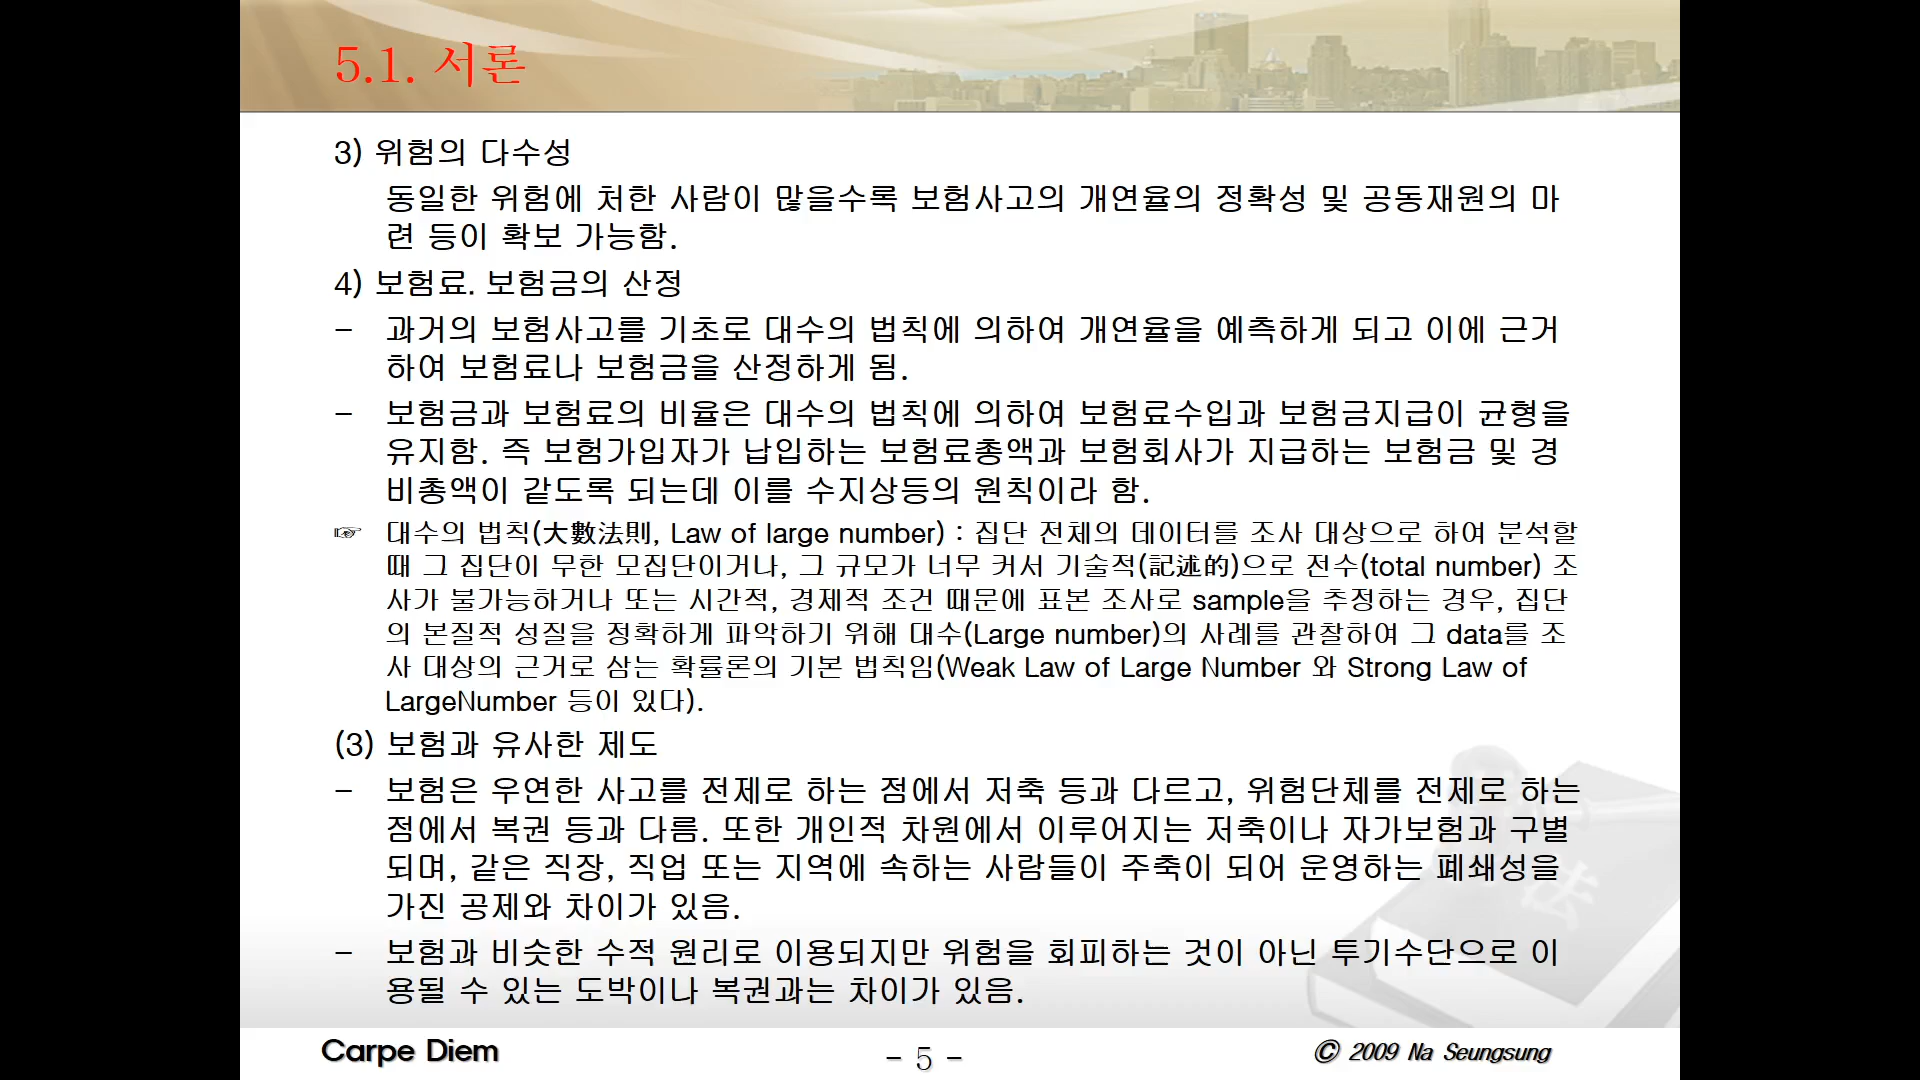 5.1. 서론
3) 위험의 다수성
동일한 위험에 처한 사람이 많을수록 보험사고의 개연율의 정확성 및 공동재원의 마
련 등이 확보 가능함.
4) 보험료. 보험금의 산정
- 과거의 보험사고를 기초로 대수의 법칙에 의하여 개연율을 예측하게 되고 이에 근거
하여 보험료나 보험금을 산정하게 됨.
- 보험금과 보험료의 비율은 대수의 법칙에 의하여 보험료수입과 보험금지급이 균형을
유지함. 즉 보험가입자가 납입하는 보험료총액과 보험회사가 지급하는 보험금 및 경
비총액이 같도록 되는데 이를 수지상등의 원칙이라 함.
☞ 대수의 법칙(大數法則, Law of large number) : 집단 전체의 데이터를 조사 대상으로 하여 분석할
때 그 집단이 무한 모집단이거나, 그 규모가 너무 커서 기술적(記述的)으로 전수(total number) 조
사가 불가능하거나 또는 시간적, 경제적 조건 때문에 표본 조사로 sample을 추정하는 경우, 집단
의 본질적 성질을 정확하게 파악하기 위해 대수(Large number)의 사례를 관찰하여 그 data를 조
사 대상의 근거로 삼는 확률론의 기본 법칙임(Weak Law of Large Number 와 Strong Law of
LargeNumber 등이 있다).
(3) 보험과 유사한 제도
- 보험은 우연한 사고를 전제로 하는 점에서 저축 등과 다르고, 위험단체를 전제로 하는
점에서 복권 등과 다름. 또한 개인적 차원에서 이루어지는 저축이나 자가보험과 구별
되며, 같은 직장, 직업 또는 지역에 속하는 사람들이 주축이 되어 운영하는 폐쇄성을
가진 공제와 차이가 있음.
- 보험과 비슷한 수적 원리로 이용되지만 위험을 회피하는 것이 아닌 투기수단으로 이
용될 수 있는 도박이나 복권과는 차이가 있음.
法
Carpe Diem
- 5 -
© 2009 Na Seungsung